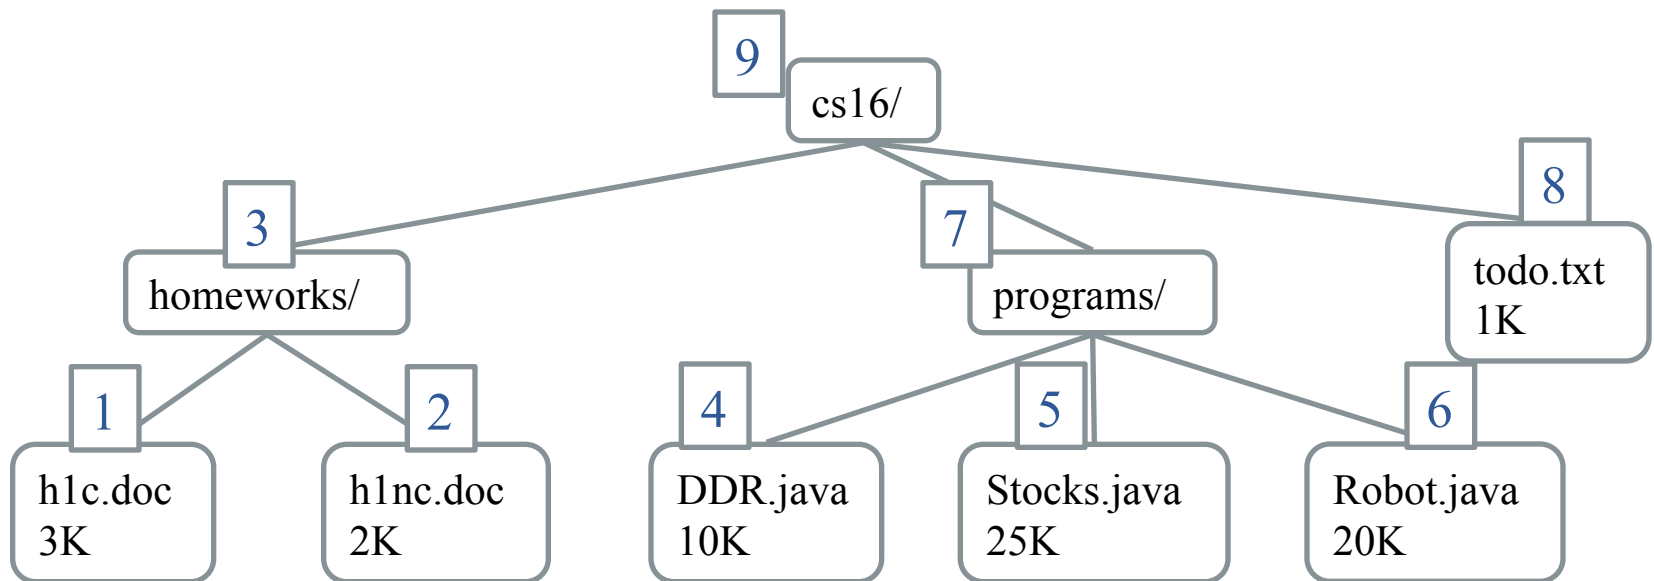 9
cs16/
3
homeworks/
7
programs/
8
todo.txt
1K
1
h1c.doc
3K
2
h1nc.doc
2K
4
DDR.java
10K
5
Stocks.java
25K
6
Robot.java
20K